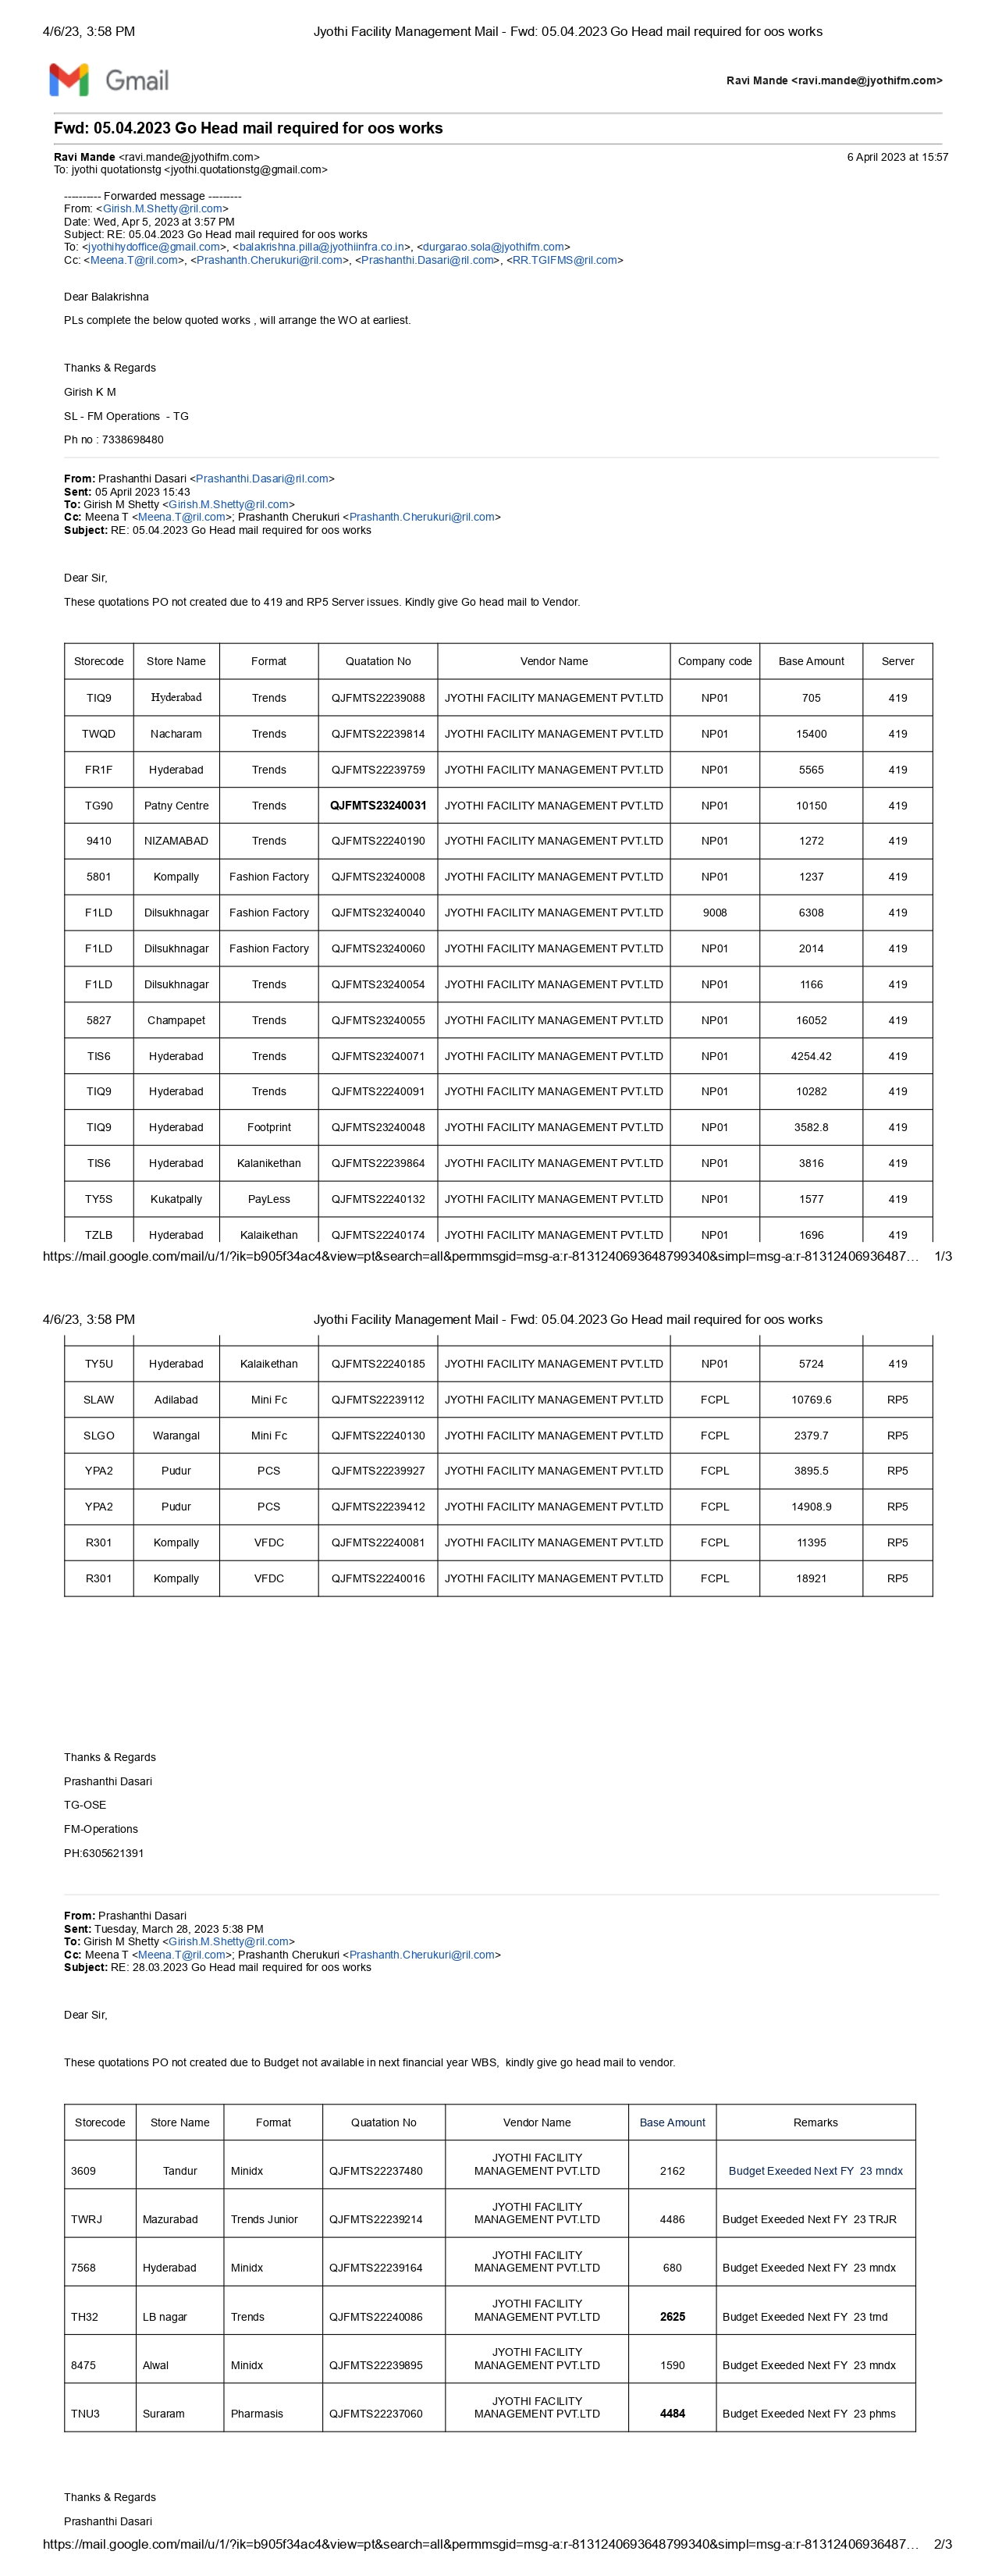 4/6/23, 3:58 PM Jyothi Facility Management Mail - Fwd: 05.04.2023 Go Head mail required for oos works
Gmail Ravi Mande <ravi.mande@jyothifm.com>
Fwd: 05.04.2023 Go Head mail required for oos works
Ravi Mande <ravi.mande@jyothifm.com> 6 April 2023 at 15:57
To: jyothi quotationstg <jyothi.quotationstg@gmail.com>
---------- Forwarded message ---------
From: <Girish.M.Shetty@ril.com>
Date: Wed, Apr 5, 2023 at 3:57 PM
Subject: RE: 05.04.2023 Go Head mail required for oos works
To: <jyothihydoffice@gmail.com>, <balakrishna.pilla@jyothiinfra.co.in>, <durgarao.sola@jyothifm.com>
Cc: <Meena.T@ril.com>, <Prashanth.Cherukuri@ril.com>, <Prashanthi.Dasari@ril.com>, <RR.TGIFMS@ril.com>
Dear Balakrishna
PLs complete the below quoted works , will arrange the WO at earliest.
Thanks & Regards
Girish K M
SL - FM Operations - TG
Ph no : 7338698480
From: Prashanthi Dasari <Prashanthi.Dasari@ril.com>
Sent: 05 April 2023 15:43
To: Girish M Shetty <Girish.M.Shetty@ril.com>
Cc: Meena T <Meena.T@ril.com>; Prashanth Cherukuri <Prashanth.Cherukuri@ril.com>
Subject: RE: 05.04.2023 Go Head mail required for oos works
Dear Sir,
These quotations PO not created due to 419 and RP5 Server issues. Kindly give Go head mail to Vendor.
Storecode Store Name Format Quatation No Vendor Name Company code Base Amount Server
TIQ9 Hyderabad Trends QJFMTS22239088 JYOTHI FACILITY MANAGEMENT PVT.LTD NP01 705 419
TWQD Nacharam Trends QJFMTS22239814 JYOTHI FACILITY MANAGEMENT PVT.LTD NP01 15400 419
FR1F Hyderabad Trends QJFMTS22239759 JYOTHI FACILITY MANAGEMENT PVT.LTD NP01 5565 419
TG90 Patny Centre Trends QJFMTS23240031 JYOTHI FACILITY MANAGEMENT PVT.LTD NP01 10150 419
9410 NIZAMABAD Trends QJFMTS22240190 JYOTHI FACILITY MANAGEMENT PVT.LTD NP01 1272 419
5801 Kompally Fashion Factory QJFMTS23240008 JYOTHI FACILITY MANAGEMENT PVT.LTD NP01 1237 419
F1LD Dilsukhnagar Fashion Factory QJFMTS23240040 JYOTHI FACILITY MANAGEMENT PVT.LTD 9008 6308 419
F1LD Dilsukhnagar Fashion Factory QJFMTS23240060 JYOTHI FACILITY MANAGEMENT PVT.LTD NP01 2014 419
F1LD Dilsukhnagar Trends QJFMTS23240054 JYOTHI FACILITY MANAGEMENT PVT.LTD NP01 1166 419
5827 Champapet Trends QJFMTS23240055 JYOTHI FACILITY MANAGEMENT PVT.LTD NP01 16052 419
TIS6 Hyderabad Trends QJFMTS23240071 JYOTHI FACILITY MANAGEMENT PVT.LTD NP01 4254.42 419
TIQ9 Hyderabad Trends QJFMTS22240091 JYOTHI FACILITY MANAGEMENT PVT.LTD NP01 10282 419
TIQ9 Hyderabad Footprint QJFMTS23240048 JYOTHI FACILITY MANAGEMENT PVT.LTD NP01 3582.8 419
TIS6 Hyderabad Kalanikethan QJFMTS22239864 JYOTHI FACILITY MANAGEMENT PVT.LTD NP01 3816 419
TY5S Kukatpally PayLess QJFMTS22240132 JYOTHI FACILITY MANAGEMENT PVT.LTD NP01 1577 419
TZLB Hyderabad Kalaikethan QJFMTS22240174 JYOTHI FACILITY MANAGEMENT PVT.LTD NP01 1696 419
https://mail.google.com/mail/u/1/?ik=b905f34ac4&view=pt&search=all&permmsgid=msg-a:r-8131240693648799340&simpl=msg-a:r-81312406936487… 1/3
4/6/23, 3:58 PM Jyothi Facility Management Mail - Fwd: 05.04.2023 Go Head mail required for oos works
TY5U Hyderabad Kalaikethan QJFMTS22240185 JYOTHI FACILITY MANAGEMENT PVT.LTD NP01 5724 419
SLAW Adilabad Mini Fc QJFMTS22239112 JYOTHI FACILITY MANAGEMENT PVT.LTD FCPL 10769.6 RP5
SLGO Warangal Mini Fc QJFMTS22240130 JYOTHI FACILITY MANAGEMENT PVT.LTD FCPL 2379.7 RP5
YPA2 Pudur PCS QJFMTS22239927 JYOTHI FACILITY MANAGEMENT PVT.LTD FCPL 3895.5 RP5
YPA2 Pudur PCS QJFMTS22239412 JYOTHI FACILITY MANAGEMENT PVT.LTD FCPL 14908.9 RP5
R301 Kompally VFDC QJFMTS22240081 JYOTHI FACILITY MANAGEMENT PVT.LTD FCPL 11395 RP5
R301 Kompally VFDC QJFMTS22240016 JYOTHI FACILITY MANAGEMENT PVT.LTD FCPL 18921 RP5
Thanks & Regards
Prashanthi Dasari
TG-OSE
FM-Operations
PH:6305621391
From: Prashanthi Dasari
Sent: Tuesday, March 28, 2023 5:38 PM
To: Girish M Shetty <Girish.M.Shetty@ril.com>
Cc: Meena T <Meena.T@ril.com>; Prashanth Cherukuri <Prashanth.Cherukuri@ril.com>
Subject: RE: 28.03.2023 Go Head mail required for oos works
Dear Sir,
These quotations PO not created due to Budget not available in next financial year WBS, kindly give go head mail to vendor.
Storecode Store Name Format Quatation No Vendor Name Base Amount Remarks
JYOTHI FACILITY
3609 Tandur Minidx QJFMTS22237480 MANAGEMENT PVT.LTD 2162 Budget Exeeded Next FY 23 mndx
JYOTHI FACILITY
TWRJ Mazurabad Trends Junior QJFMTS22239214 MANAGEMENT PVT.LTD 4486 Budget Exeeded Next FY 23 TRJR
JYOTHI FACILITY
7568 Hyderabad Minidx QJFMTS22239164 MANAGEMENT PVT.LTD 680 Budget Exeeded Next FY 23 mndx
JYOTHI FACILITY
TH32 LB nagar Trends QJFMTS22240086 MANAGEMENT PVT.LTD 2625 Budget Exeeded Next FY 23 trnd
JYOTHI FACILITY
8475 Alwal Minidx QJFMTS22239895 MANAGEMENT PVT.LTD 1590 Budget Exeeded Next FY 23 mndx
JYOTHI FACILITY
TNU3 Suraram Pharmasis QJFMTS22237060 MANAGEMENT PVT.LTD 4484 Budget Exeeded Next FY 23 phms
Thanks & Regards
Prashanthi Dasari
https://mail.google.com/mail/u/1/?ik=b905f34ac4&view=pt&search=all&permmsgid=msg-a:r-8131240693648799340&simpl=msg-a:r-81312406936487… 2/3